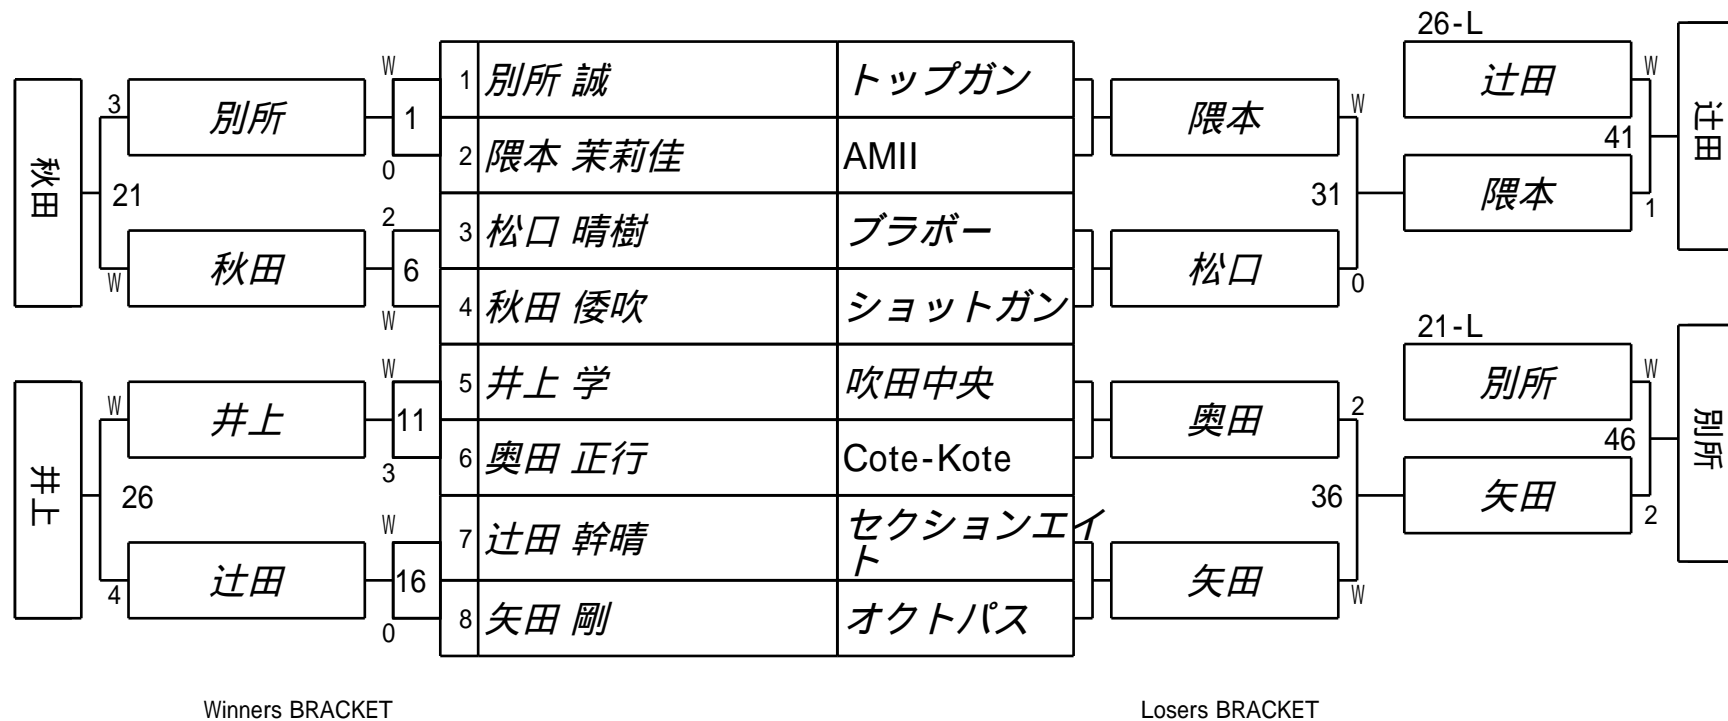 26-L
W
1 別所 誠 トップガン
辻田
W
3
別所
1
隈本
W
辻田
2 隈本 茉莉佳 AMII
0
41
秋田
21
31
隈本
1
2
3 松口 晴樹 ブラボー
W
秋田
6
松口
0
4 秋田 倭吹 ショットガン
W
21-L
W
5 井上 学 吹田中央
別所
W
W
井上
11
奥田
2
別所
6 奥田 正行 Cote-Kote
3
46
井上
26
36
矢田
2
W
7 辻田 幹晴 セクションエイ
ト
4
辻田
16
矢田
W
8 矢田 剛 オクトパス
0
Winners BRACKET
Losers BRACKET